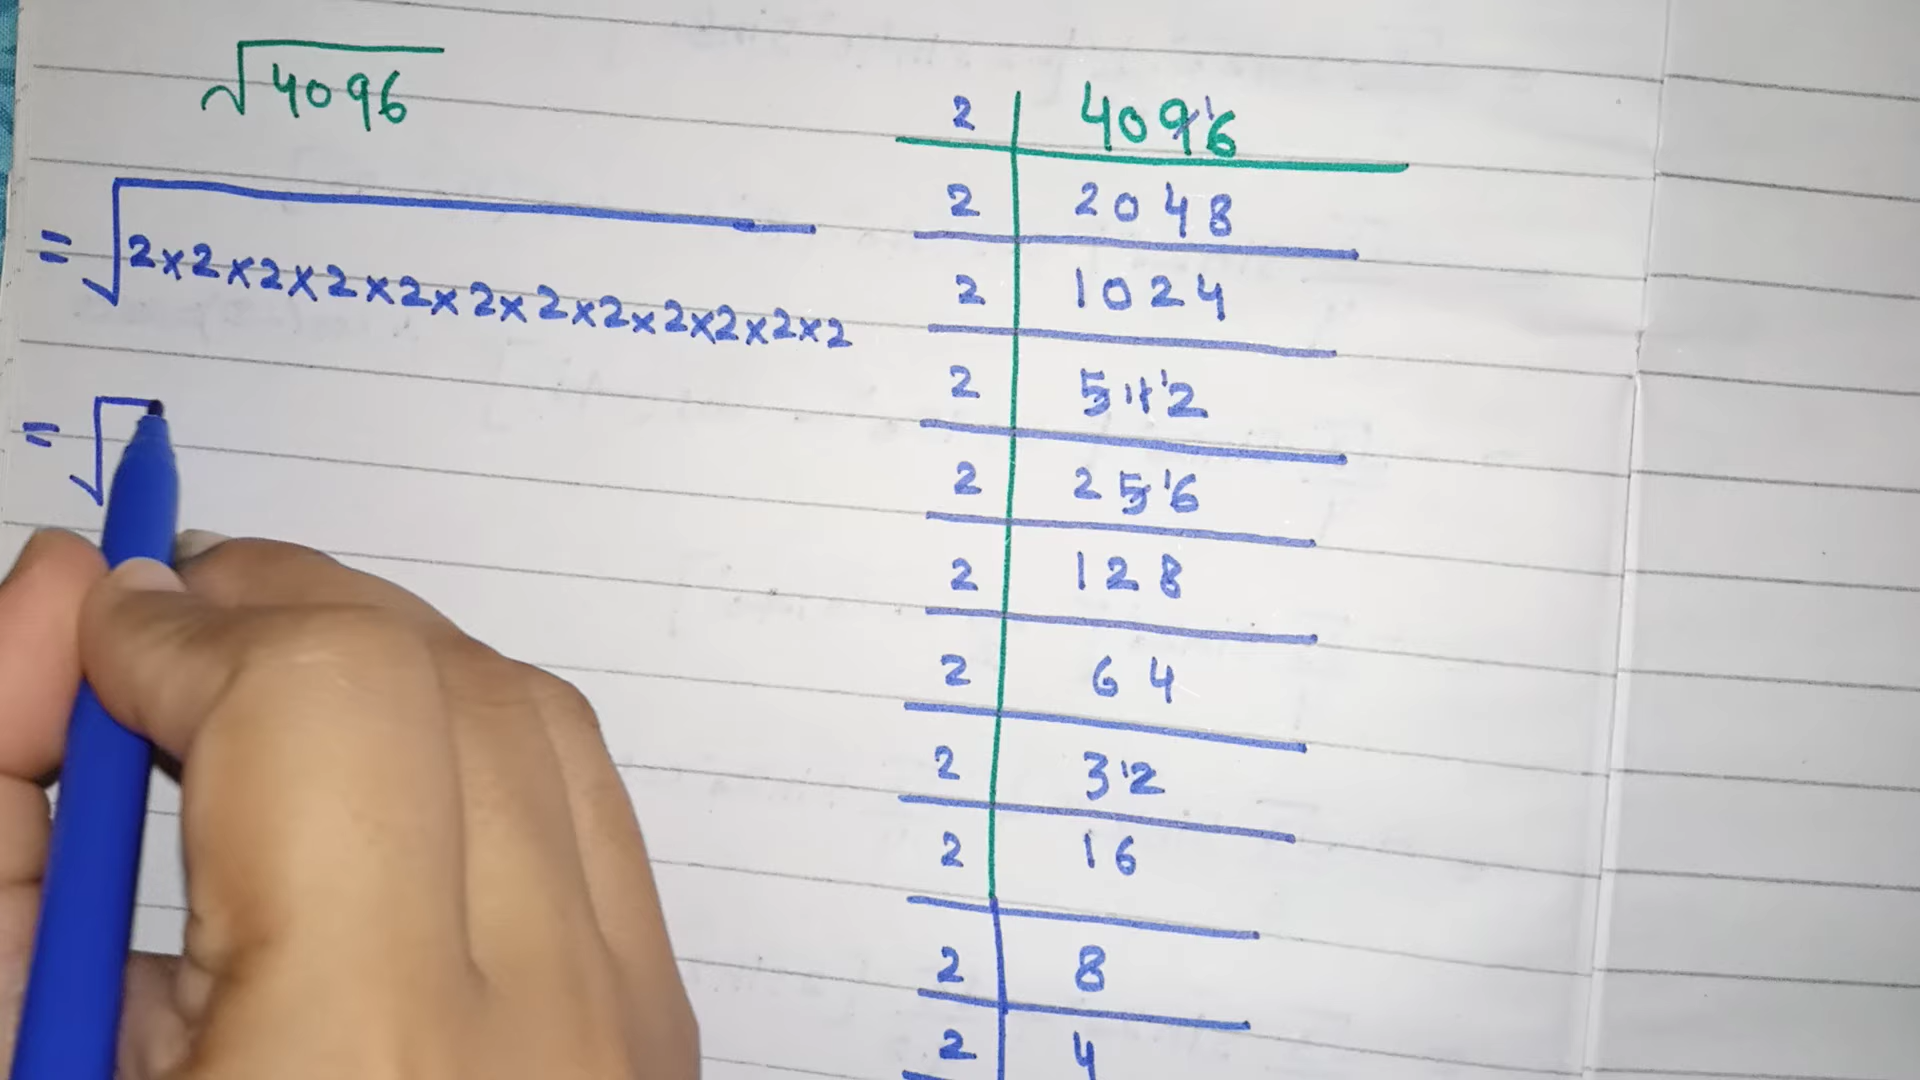 √4096
= √2×2×2×2×2×2×2×2×2×2×2×2
= √
2 | 4096
2 | 2048
2 | 1024
2 | 512
2 | 256
2 | 128
2 | 64
2 | 32
2 | 16
2 | 8
2 | 4